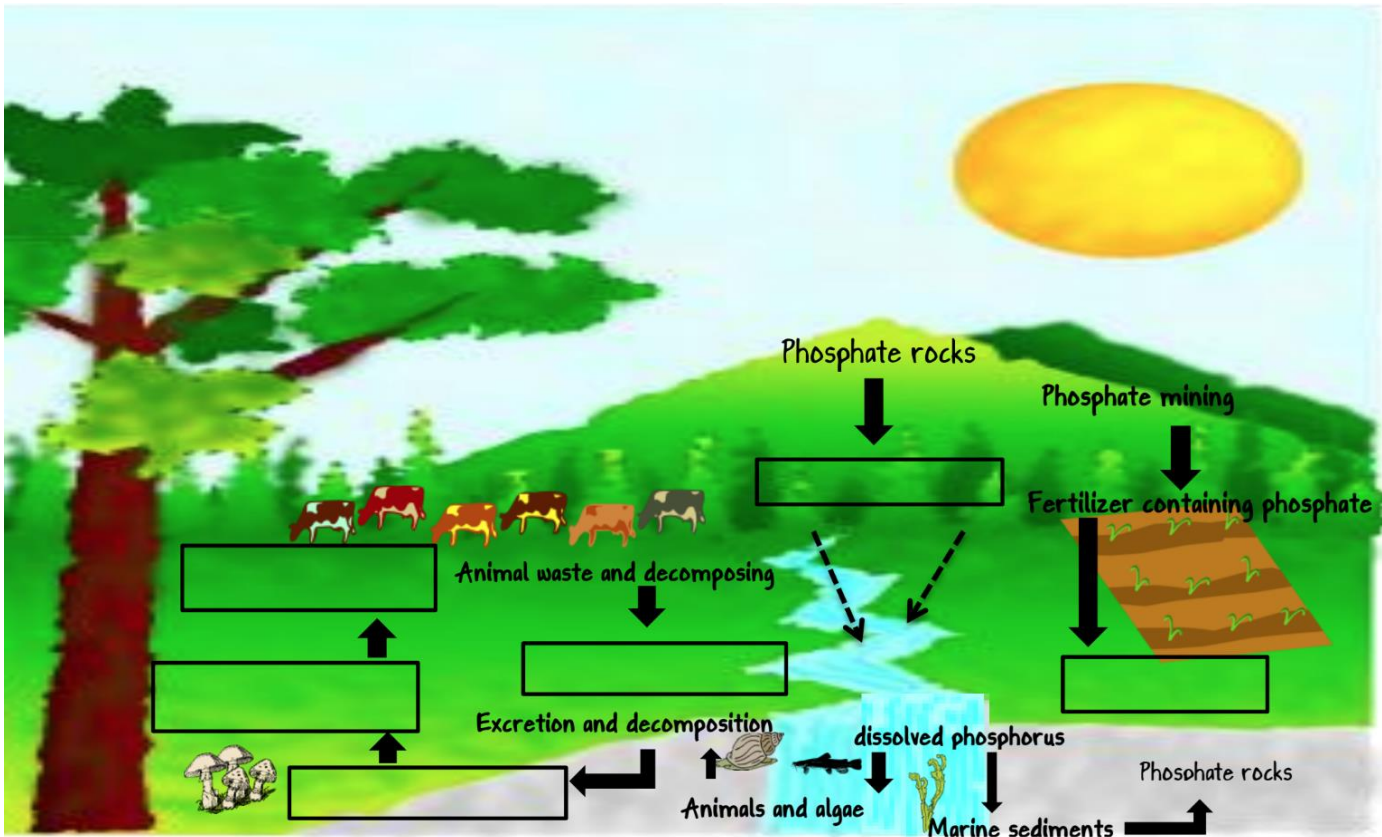 Phosphate rocks
Phosphate mining
Fertilizer containing phosphate
Animal waste and decomposing
Excretion and decomposition
dissolved phosphorus
Phosphate rocks
Animals and algae
Marine sediments